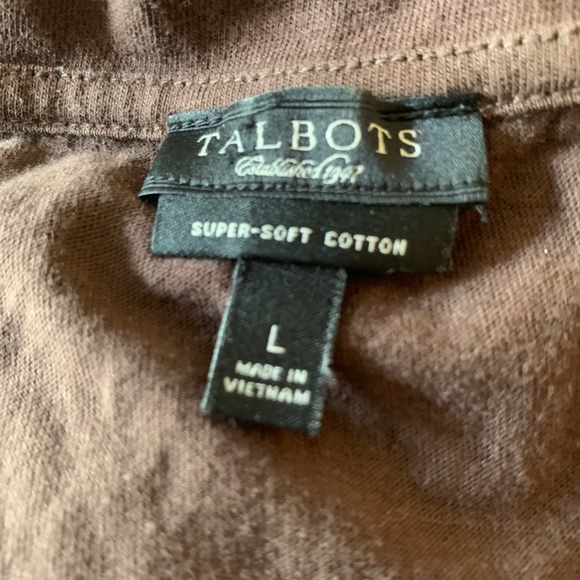 TALBOTS
Established 1947
SUPER-SOFT COTTON
L
MADE IN
VIETNAM